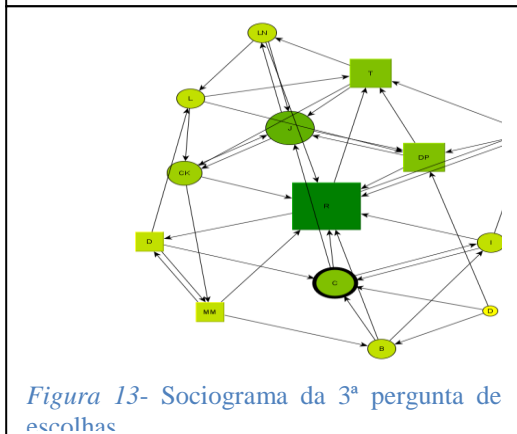 LN
T
L
J
DP
CK
R
D
I
C
MM
D
B
Figura 13- Sociograma da 3ª pergunta de
escolhas